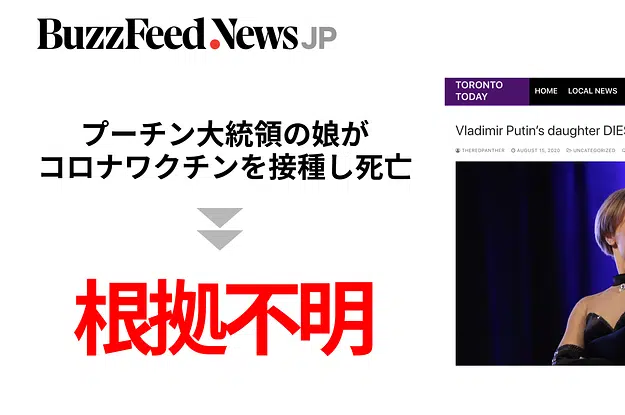 BuzzFeed News JP
プーチン大統領の娘が
コロナワクチンを接種し死亡
根拠不明
TORONTO
TODAY
HOME LOCAL NEWS
Vladimir Putin's daughter DIES
THEREDPANTHER AUGUST 15, 2020 UNCATEGORIZED